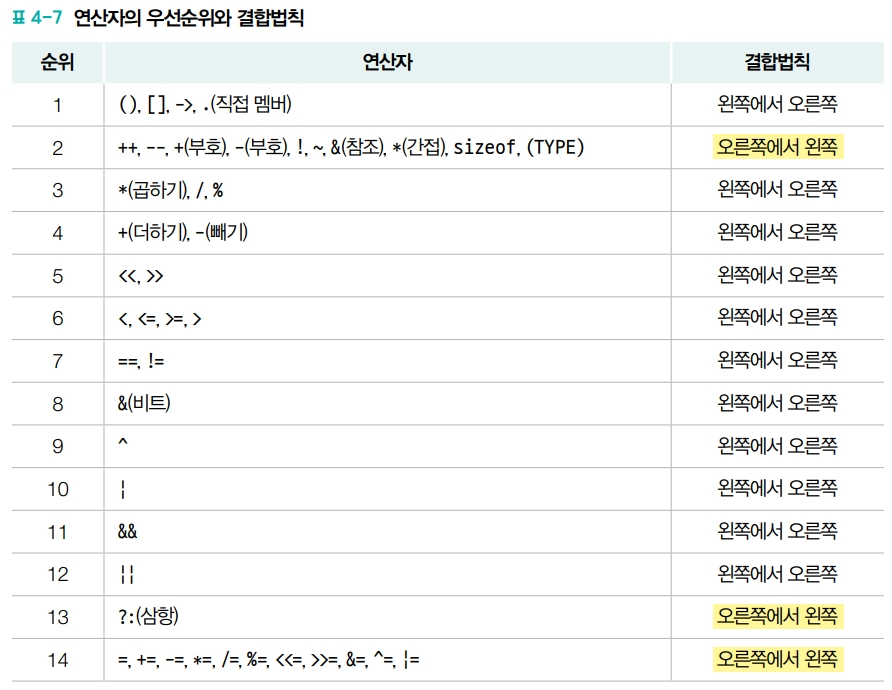 표 4-7 연산자의 우선순위와 결합법칙
순위 연산자 결합법칙
1 (), [], ->, .(직접 멤버) 왼쪽에서 오른쪽
2 ++, --, +(부호), -(부호), !, ~, &(참조), *(간접), sizeof, (TYPE) 오른쪽에서 왼쪽
3 *(곱하기), /, % 왼쪽에서 오른쪽
4 +(더하기), -(빼기) 왼쪽에서 오른쪽
5 <<, >> 왼쪽에서 오른쪽
6 <, <=, >=, > 왼쪽에서 오른쪽
7 ==, != 왼쪽에서 오른쪽
8 &(비트) 왼쪽에서 오른쪽
9 ^ 왼쪽에서 오른쪽
10 | 왼쪽에서 오른쪽
11 && 왼쪽에서 오른쪽
12 || 왼쪽에서 오른쪽
13 ?:(삼항) 오른쪽에서 왼쪽
14 =, +=, -=, *=, /=, %=, <<=, >>=, &=, ^=, |= 오른쪽에서 왼쪽